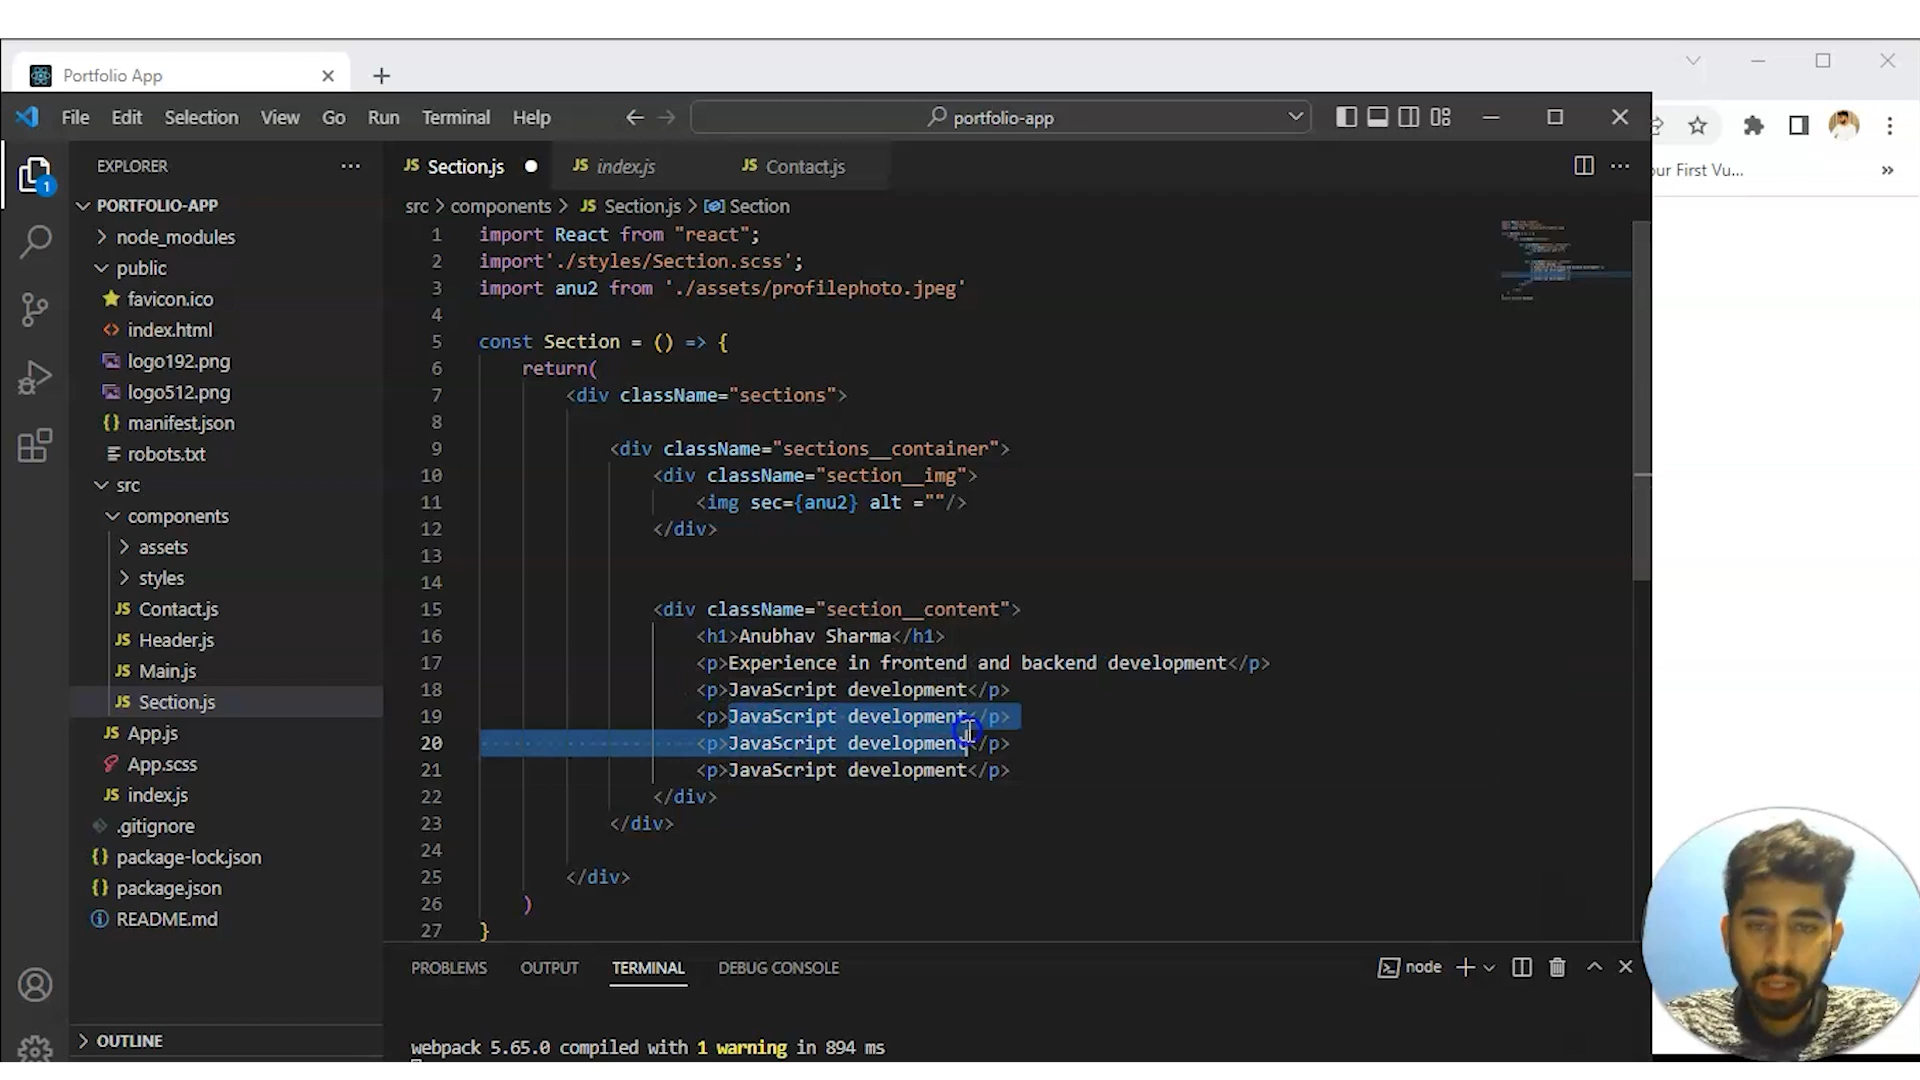 Portfolio App
File Edit Selection View Go Run Terminal Help
portfolio-app
our First Vu...
»
EXPLORER
1
PORTFOLIO-APP
node_modules
public
favicon.ico
index.html
logo192.png
logo512.png
manifest.json
robots.txt
src
components
assets
styles
JS Contact.js
JS Header.js
JS Main.js
JS Section.js
JS App.js
App.scss
JS index.js
.gitignore
{} package-lock.json
{} package.json
README.md
OUTLINE
JS Section.js JS index.js JS Contact.js
src > components > JS Section.js > Section
1 import React from "react";
2 import'./styles/Section.scss';
3 import anu2 from './assets/profilephoto.jpeg'
4
5 const Section = () => {
6 return(
7 <div className="sections">
8
9 <div className="sections__container">
10 <div className="section__img">
11 <img sec={anu2} alt =""/>
12 </div>
13
14
15 <div className="section__content">
16 <h1>Anubhav Sharma</h1>
17 <p>Experience in frontend and backend development</p>
18 <p>JavaScript development</p>
19 <p>JavaScript development</p>
20 <p>JavaScript development</p>
21 <p>JavaScript development</p>
22 </div>
23 </div>
24
25 </div>
26 )
27 }
PROBLEMS OUTPUT TERMINAL DEBUG CONSOLE
node
webpack 5.65.0 compiled with 1 warning in 894 ms